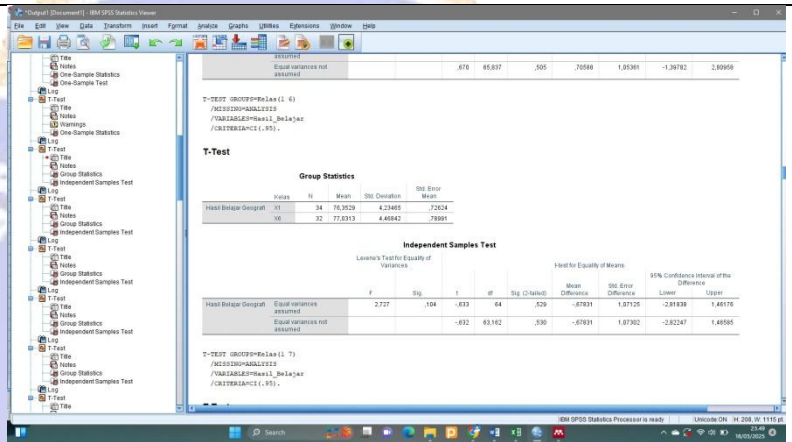 *Output1 [Document1] - IBM SPSS Statistics Viewer
File Edit View Data Transform Insert Format Analyze Graphs Utilities Extensions Window Help
Title
Notes
One-Sample Statistics
One-Sample Test
Log
T-Test
Title
Notes
Warnings
One-Sample Statistics
Log
T-Test
Title
Notes
Group Statistics
Independent Samples Test
Log
T-Test
Title
Notes
Group Statistics
Independent Samples Test
Log
T-Test
Title
Notes
Group Statistics
Independent Samples Test
Log
T-Test
Title
Notes
Group Statistics
Independent Samples Test
Log
T-Test
Title
Notes
Group Statistics
Independent Samples Test
Log
T-Test
Title
assumed
Equal variances not assumed ,670 65,837 ,505 ,70588 1,05361 -1,39782 2,80958
T-TEST GROUPS=Kelas(1 6)
/MISSING=ANALYSIS
/VARIABLES=Hasil_Belajar
/CRITERIA=CI(.95).
T-Test
Group Statistics
Kelas N Mean Std. Deviation Std. Error Mean
Hasil Belajar Geografi X1 34 76,3529 4,23465 ,72624
X6 32 77,0313 4,46842 ,78991
Independent Samples Test
Levene's Test for Equality of Variances
t-test for Equality of Means
95% Confidence Interval of the Difference
F Sig. t df Sig. (2-tailed) Mean Difference Std. Error Difference Lower Upper
Hasil Belajar Geografi Equal variances assumed 2,727 ,104 -,633 64 ,529 -,67831 1,07125 -2,81838 1,46176
Equal variances not assumed -,632 63,162 ,530 -,67831 1,07302 -2,82247 1,46585
T-TEST GROUPS=Kelas(1 7)
/MISSING=ANALYSIS
/VARIABLES=Hasil_Belajar
/CRITERIA=CI(.95).
IBM SPSS Statistics Processor is ready Unicode:ON H: 208, W: 1115 pt
Search
23.49
16/03/2025